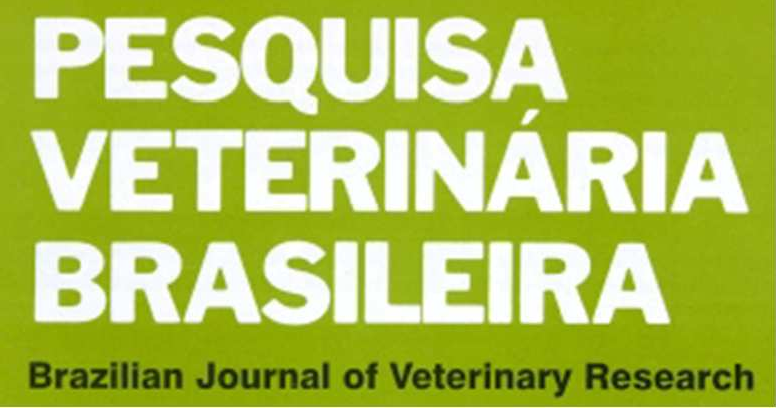 PESQUISA
VETERINÁRIA
BRASILEIRA
Brazilian Journal of Veterinary Research